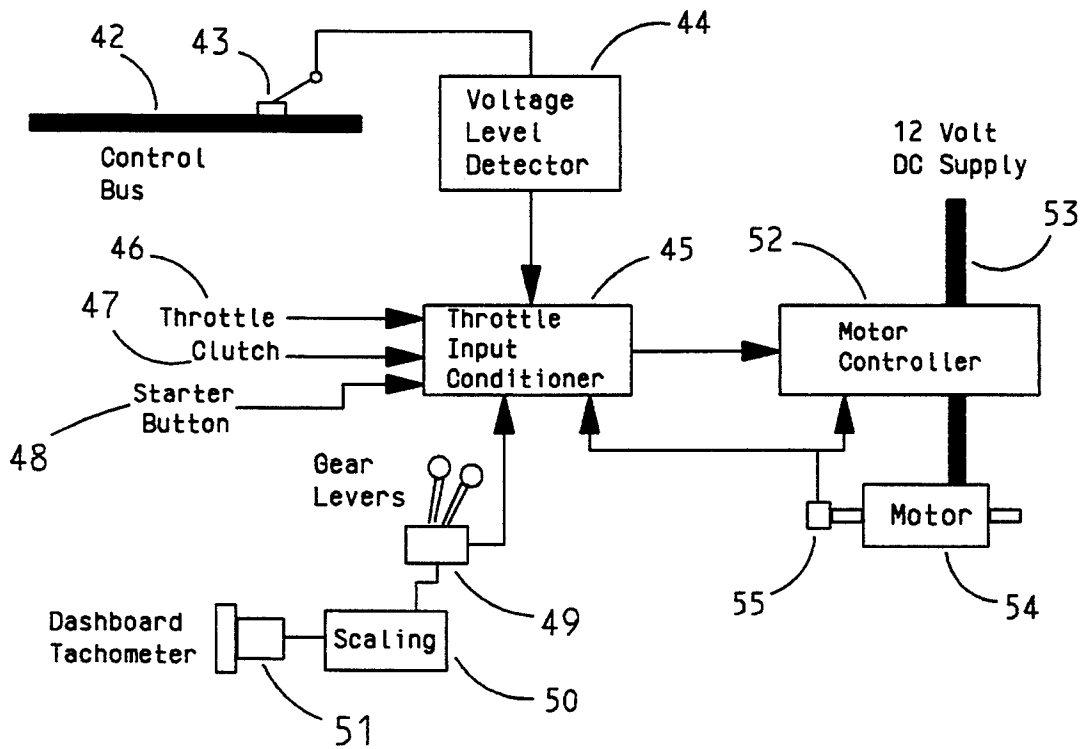 42
43
44
Voltage
Level
Detector
Control
Bus
12 Volt
DC Supply
53
46
45
52
47
Throttle
Clutch
Starter
Button
48
Throttle
Input
Conditioner
Motor
Controller
Gear
Levers
Motor
49
55
54
Dashboard
Tachometer
Scaling
50
51